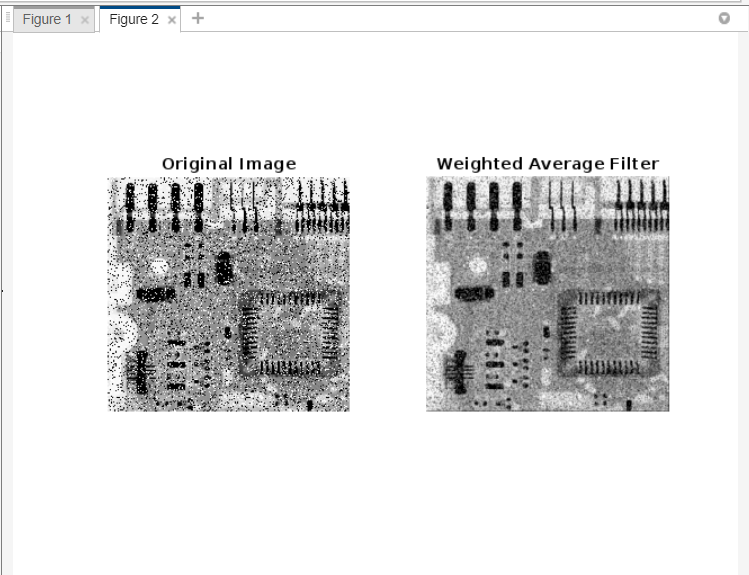 Figure 1 × Figure 2 × +
Original Image Weighted Average Filter